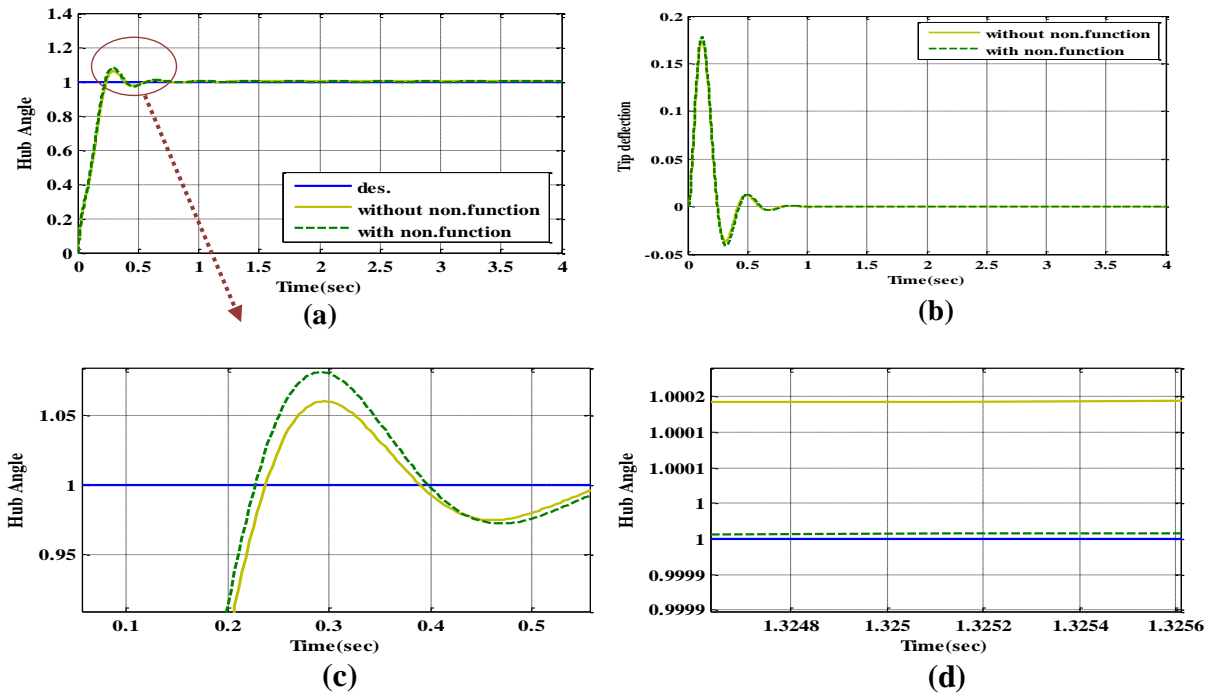 1.4
1.2
1
0.8
0.6
0.4
0.2
0
Hub Angle
des.
without non.function
with non.function
0 0.5 1 1.5 2 2.5 3 3.5 4
Time(sec)
(a)
0.2
0.15
0.1
0.05
0
-0.05
Tip deflection
without non.function
with non.function
0 0.5 1 1.5 2 2.5 3 3.5 4
Time(sec)
(b)
1.05
1
0.95
Hub Angle
0.1 0.2 0.3 0.4 0.5
Time(sec)
(c)
1.0002
1.0001
1.0001
1
1
0.9999
0.9999
Hub Angle
1.3248 1.325 1.3252 1.3254 1.3256
Time(sec)
(d)